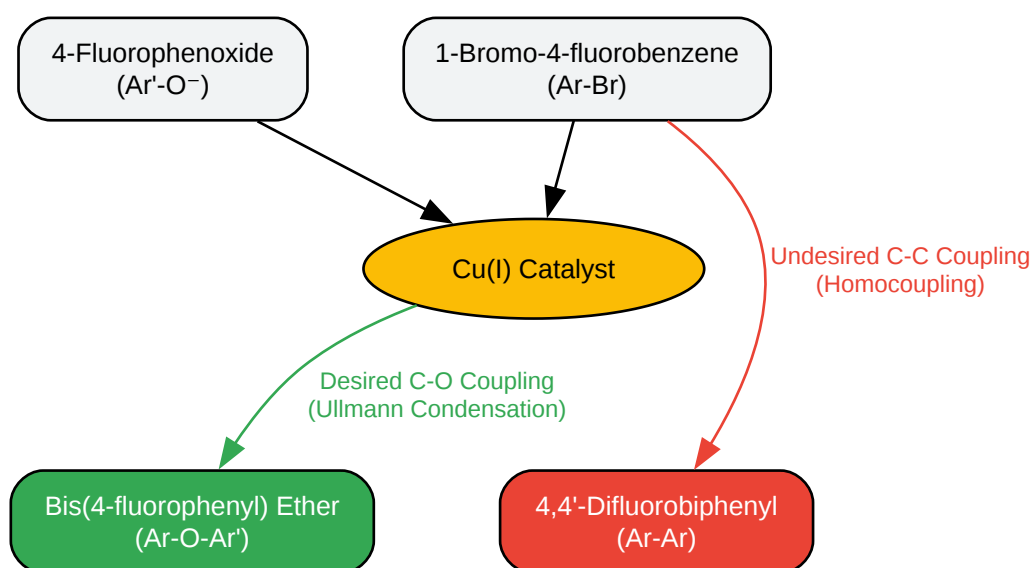 4-Fluorophenoxide
(Ar'-O⁻)
1-Bromo-4-fluorobenzene
(Ar-Br)
Cu(I) Catalyst
Undesired C-C Coupling
(Homocoupling)
Desired C-O Coupling
(Ullmann Condensation)
Bis(4-fluorophenyl) Ether
(Ar-O-Ar')
4,4'-Difluorobiphenyl
(Ar-Ar)